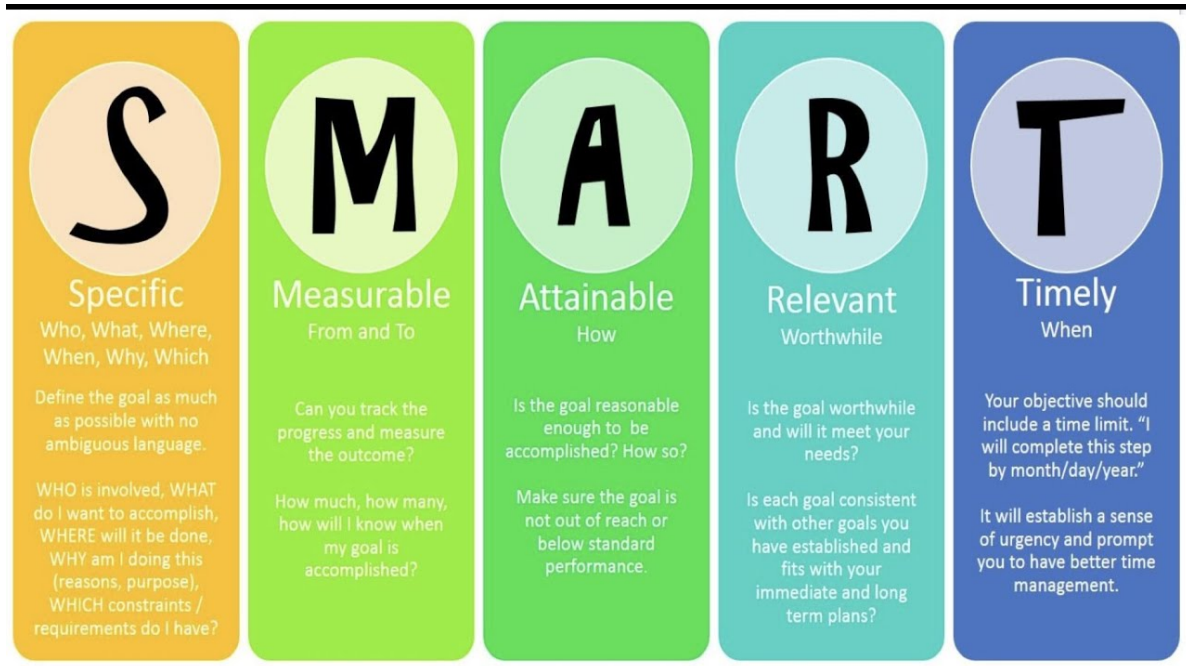 S
Specific
Who, What, Where,
When, Why, Which
Define the goal as much
as possible with no
ambiguous language.
WHO is involved, WHAT
do I want to accomplish,
WHERE will it be done,
WHY am I doing this
(reasons, purpose),
WHICH constraints /
requirements do I have?
M
Measurable
From and To
Can you track the
progress and measure
the outcome?
How much, how many,
how will I know when
my goal is
accomplished?
A
Attainable
How
Is the goal reasonable
enough to be
accomplished? How so?
Make sure the goal is
not out of reach or
below standard
performance.
R
Relevant
Worthwhile
Is the goal worthwhile
and will it meet your
needs?
Is each goal consistent
with other goals you
have established and
fits with your
immediate and long
term plans?
T
Timely
When
Your objective should
include a time limit. “I
will complete this step
by month/day/year.”
It will establish a sense
of urgency and prompt
you to have better time
management.